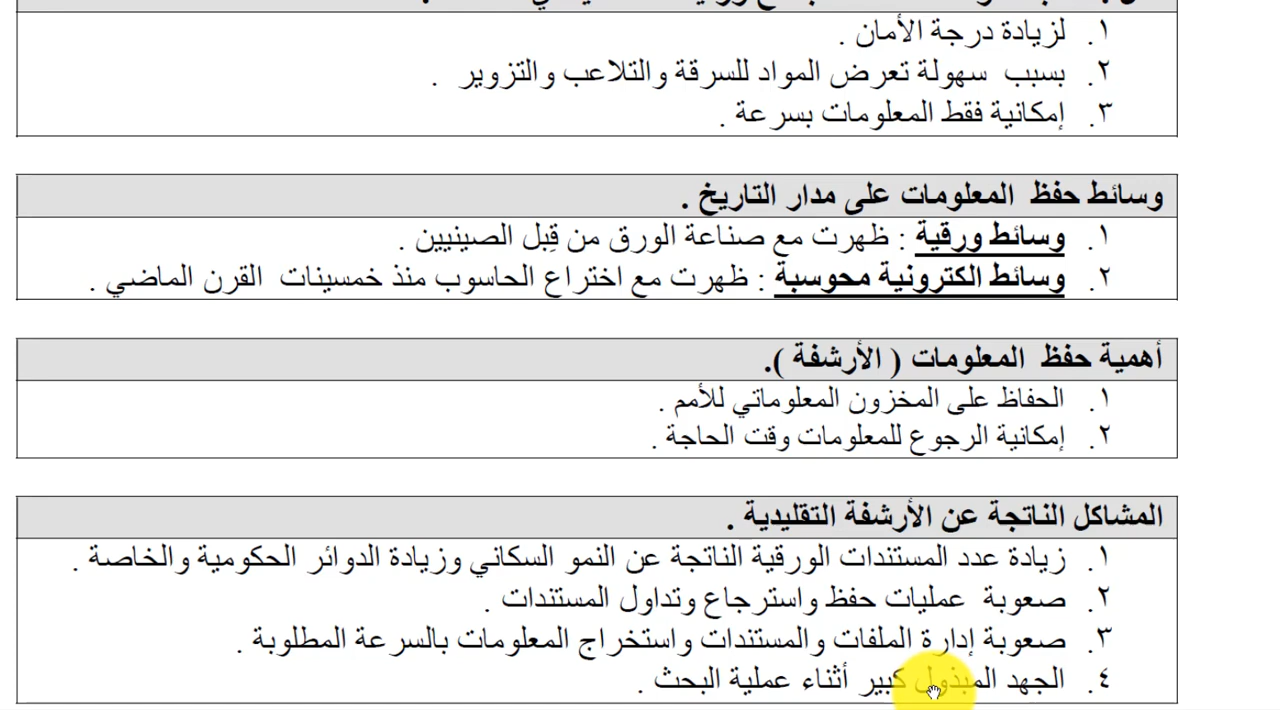 ١. لزيادة درجة الأمان .
٢. بسبب سهولة تعرض المواد للسرقة والتلاعب والتزوير .
٣. إمكانية فقط المعلومات بسرعة .
وسائط حفظ المعلومات على مدار التاريخ .
١. وسائط ورقية : ظهرت مع صناعة الورق من قِبل الصينيين .
٢. وسائط الكترونية محوسبة : ظهرت مع اختراع الحاسوب منذ خمسينات القرن الماضي .
أهمية حفظ المعلومات ( الأرشفة ).
١. الحفاظ على المخزون المعلوماتي للأمم .
٢. إمكانية الرجوع للمعلومات وقت الحاجة .
المشاكل الناتجة عن الأرشفة التقليدية .
١. زيادة عدد المستندات الورقية الناتجة عن النمو السكاني وزيادة الدوائر الحكومية والخاصة .
٢. صعوبة عمليات حفظ واسترجاع وتداول المستندات .
٣. صعوبة إدارة الملفات والمستندات واستخراج المعلومات بالسرعة المطلوبة .
٤. الجهد المبذول كبير أثناء عملية البحث .